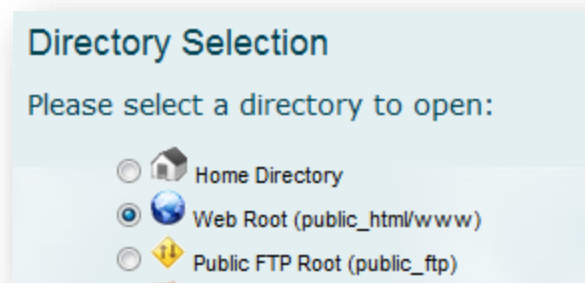 Directory Selection
Please select a directory to open:
Home Directory
Web Root (public_html/www)
Public FTP Root (public_ftp)